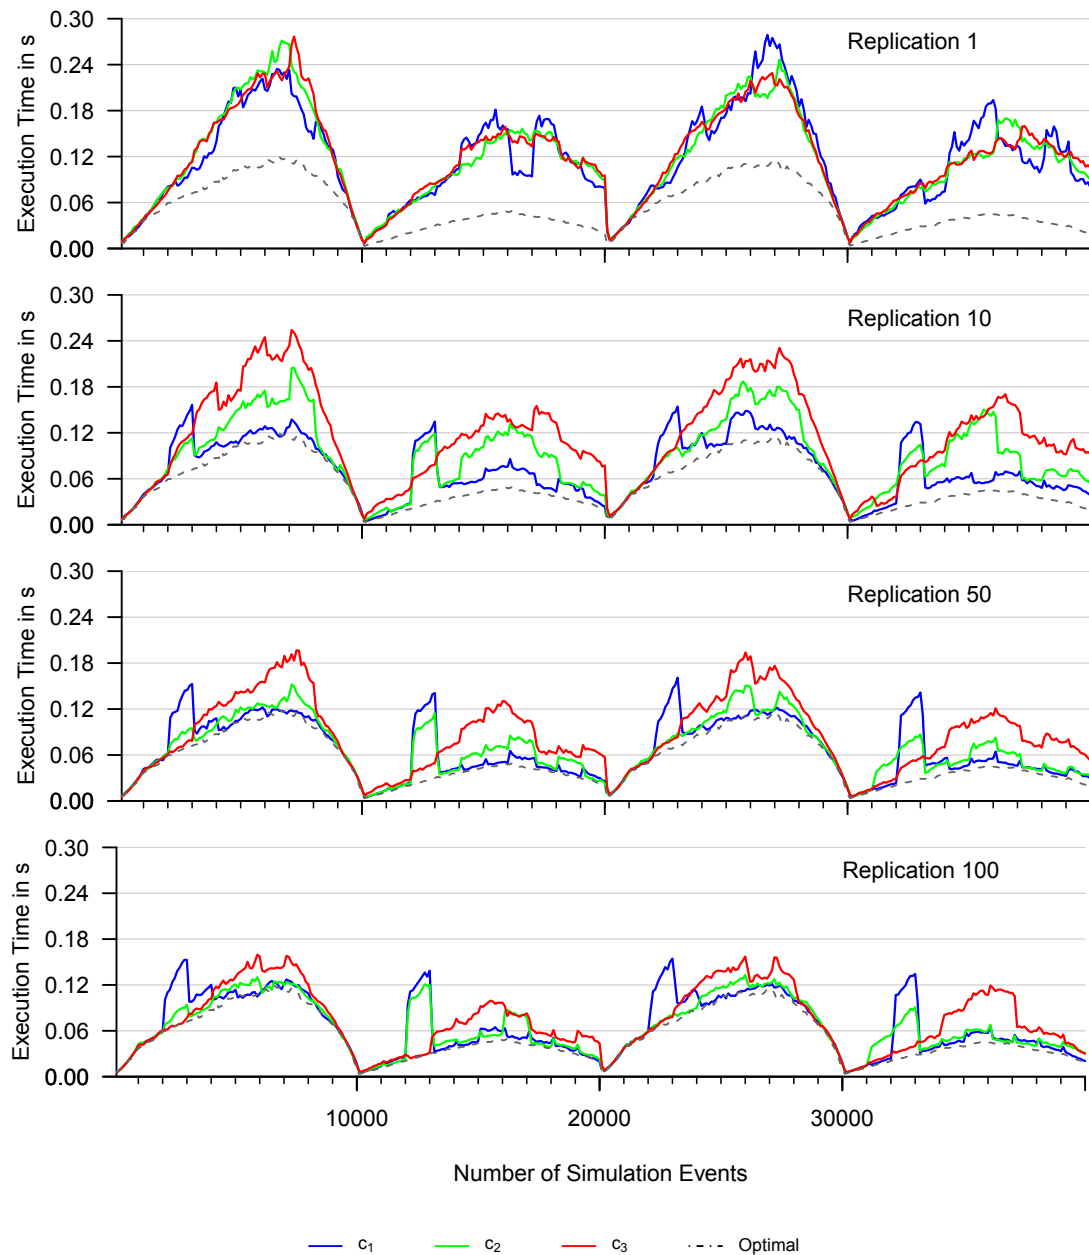 Replication 1
Execution Time in s
0.30
0.24
0.18
0.12
0.06
0.00
Replication 10
Execution Time in s
0.30
0.24
0.18
0.12
0.06
0.00
Replication 50
Execution Time in s
0.30
0.24
0.18
0.12
0.06
0.00
Replication 100
Execution Time in s
0.30
0.24
0.18
0.12
0.06
0.00
10000 20000 30000
Number of Simulation Events
c1 c2 c3 Optimal